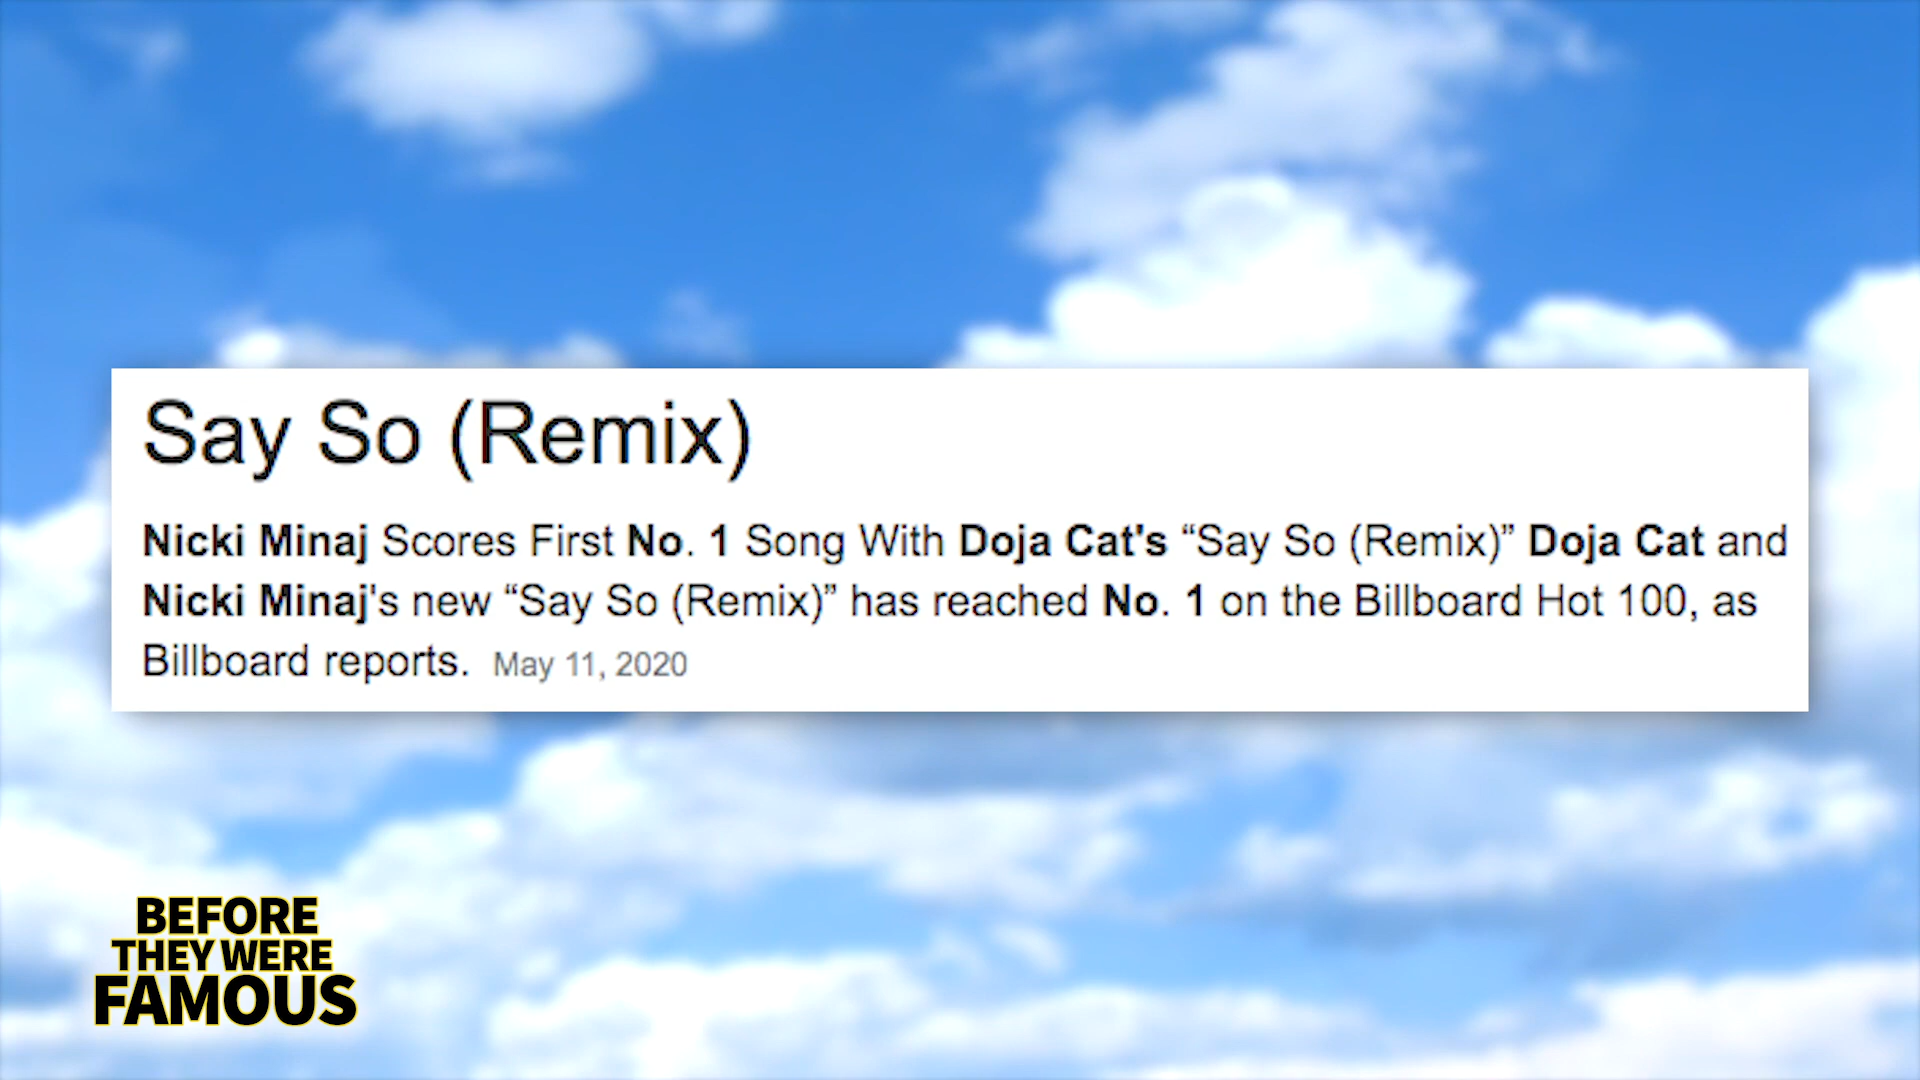 Say So (Remix)
Nicki Minaj Scores First No. 1 Song With Doja Cat's “Say So (Remix)” Doja Cat and
Nicki Minaj's new “Say So (Remix)” has reached No. 1 on the Billboard Hot 100, as
Billboard reports. May 11, 2020
BEFORE
THEY WERE
FAMOUS